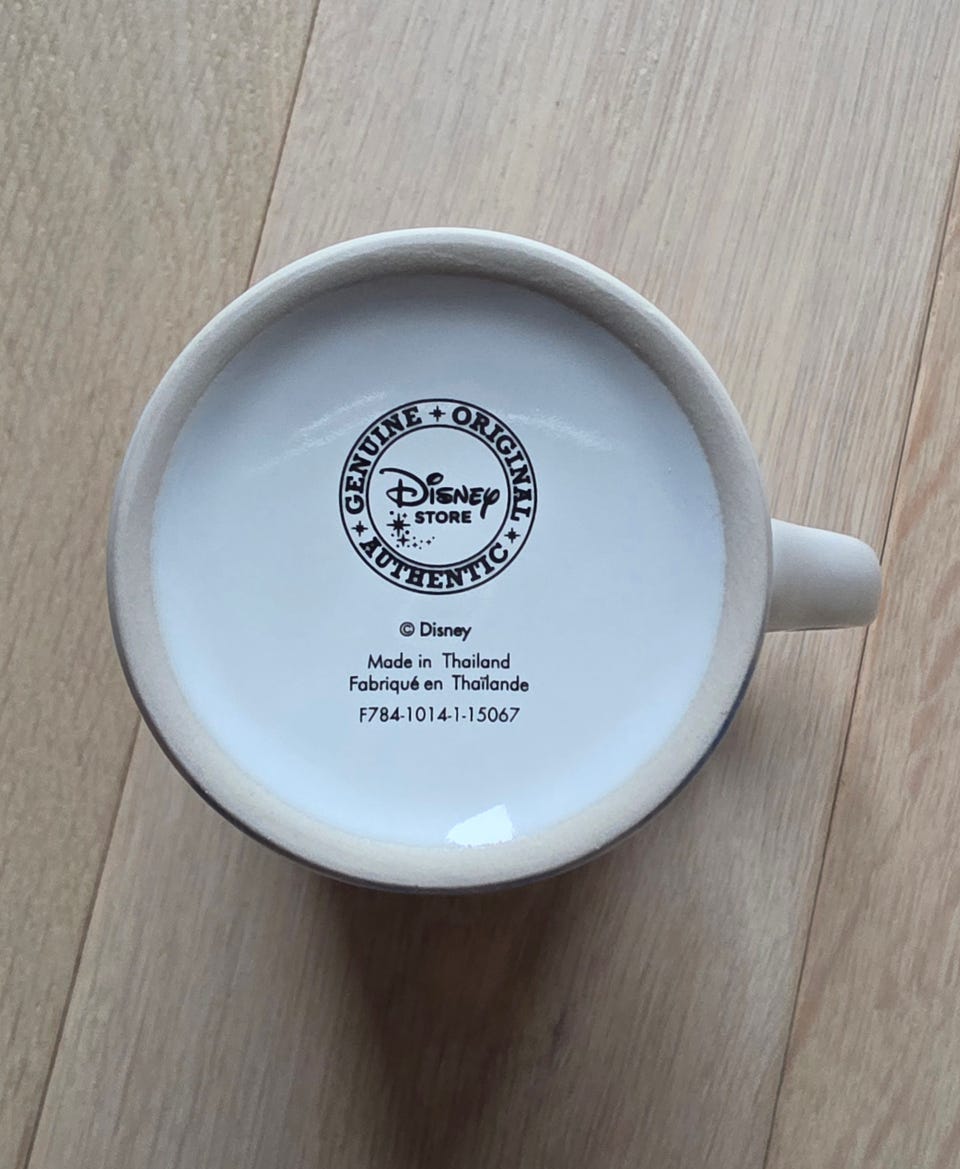 GENUINE ORIGINAL
Disney
STORE
AUTHENTIC
© Disney
Made in Thailand
Fabriqué en Thaïlande
F784-1014-1-15067